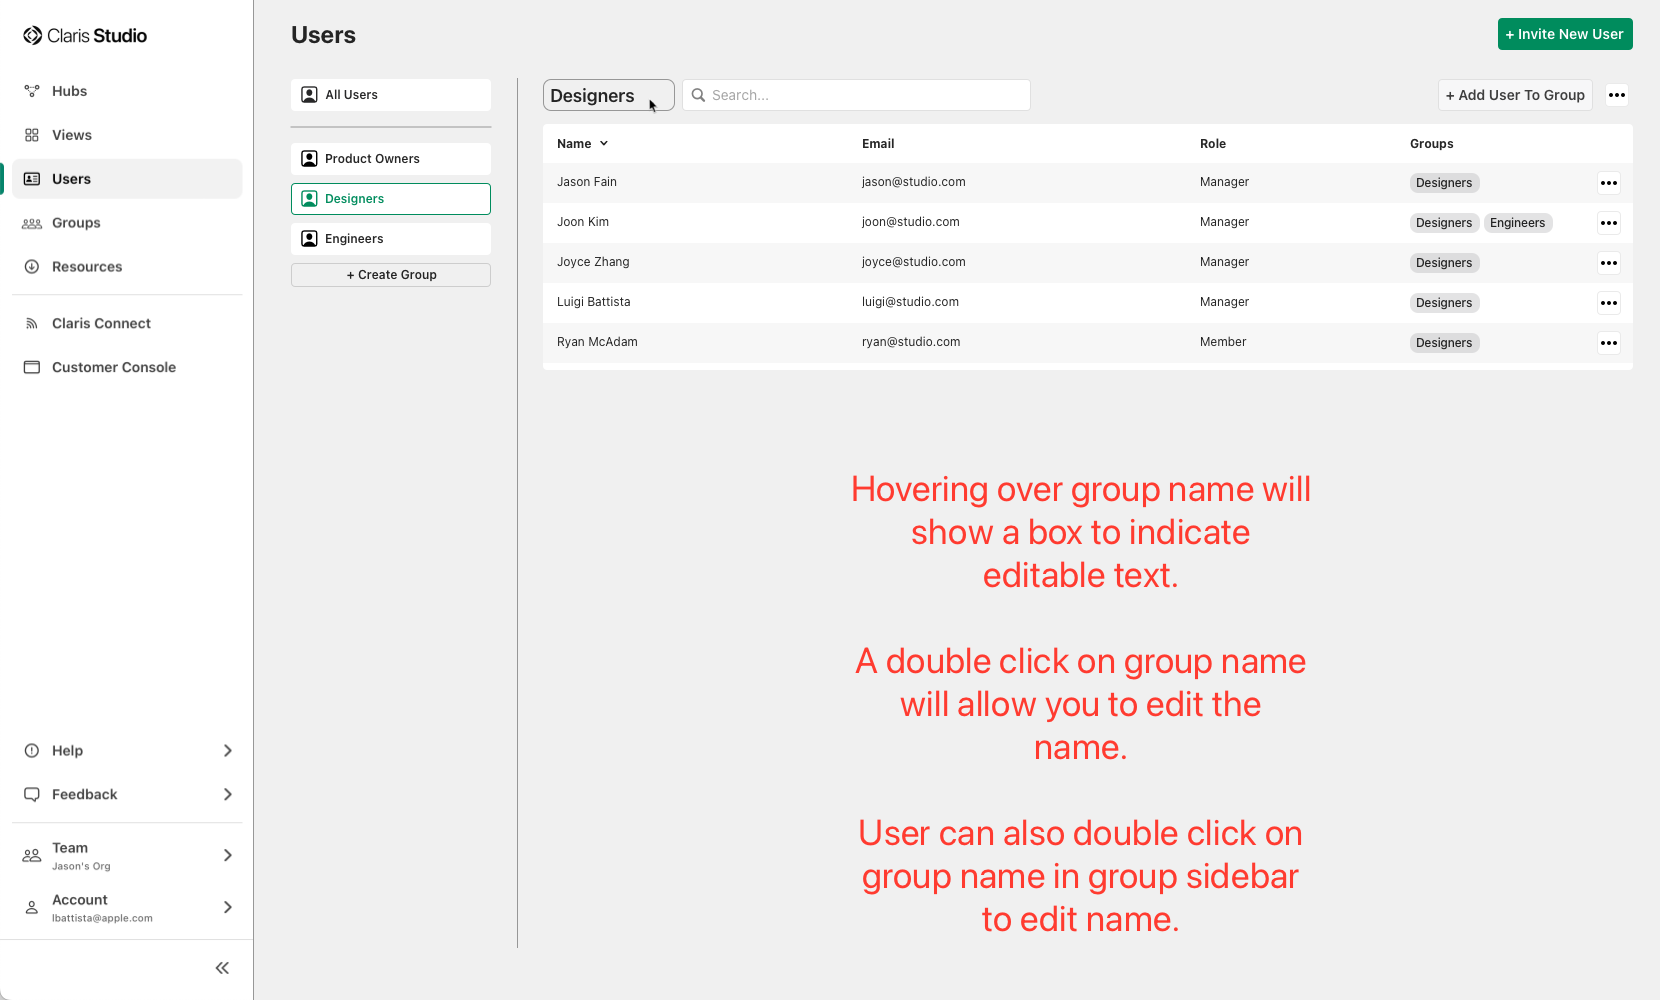 Claris Studio
Hubs
Views
Users
Groups
Resources
Claris Connect
Customer Console
Help
Feedback
Team
Jason's Org
Account
lbattista@apple.com
Users
+ Invite New User
All Users
Product Owners
Designers
Engineers
+ Create Group
Designers
Search...
+ Add User To Group
Name Email Role Groups
Jason Fain jason@studio.com Manager Designers
Joon Kim joon@studio.com Manager Designers Engineers
Joyce Zhang joyce@studio.com Manager Designers
Luigi Battista luigi@studio.com Manager Designers
Ryan McAdam ryan@studio.com Member Designers
Hovering over group name will
show a box to indicate
editable text.
A double click on group name
will allow you to edit the
name.
User can also double click on
group name in group sidebar
to edit name.